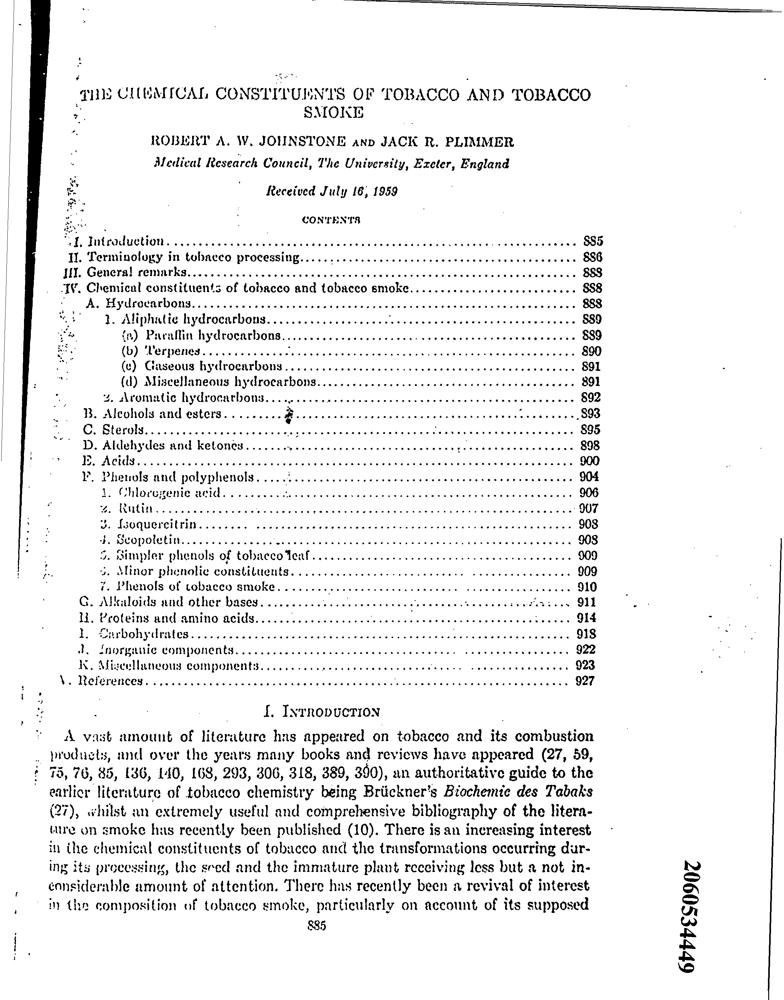 THE CHEMICAL CONSTITUENTS OF TOBACCO AND TOBACCO
SMOKE
ROBERT A. W. JOHNSTONE AND JACK R. PLIMMER
Medical Research Council, The University, Exeter, England
Received July 16, 1959
CONTENTS
I. Introduction........ 885
II. Terminology in tobacco processing........ 886
III. General remarks........ 888
IV. Chemical constituents of tobacco and tobacco smoke........ 888
A. Hydrocarbons........ 888
1. Aliphatic hydrocarbons........ 889
(a) Paraffin hydrocarbons........ 889
(b) Terpenes........ 890
(c) Gaseous hydrocarbons........ 891
(d) Miscellaneous hydrocarbons........ 891
2. Aromatic hydrocarbons........ 892
B. Alcohols and esters........ 893
C. Sterols........ 895
D. Aldehydes and ketones........ 898
E. Acids........ 900
F. Phenols and polyphenols........ 904
1. Chlorogenic acid........ 906
2. Rutin........ 907
3. Isoquercitrin........ 908
4. Scopoletin........ 908
5. Simpler phenols of tobacco leaf........ 909
6. Minor phenolic constituents........ 909
7. Phenols of tobacco smoke........ 910
G. Alkaloids and other bases........ 911
H. Proteins and amino acids........ 914
I. Carbohydrates........ 918
J. Inorganic components........ 922
K. Miscellaneous components........ 923
V. References........ 927
I. INTRODUCTION
A vast amount of literature has appeared on tobacco and its combustion
products, and over the years many books and reviews have appeared (27, 59,
75, 76, 85, 136, 140, 168, 293, 306, 318, 389, 390), an authoritative guide to the
earlier literature of tobacco chemistry being Brückner's Biochemie des Tabaks
(27), whilst an extremely useful and comprehensive bibliography of the litera-
ture on smoke has recently been published (10). There is an increasing interest
in the chemical constituents of tobacco and the transformations occurring dur-
ing its processing, the seed and the immature plant receiving less but a not in-
considerable amount of attention. There has recently been a revival of interest
in the composition of tobacco smoke, particularly on account of its supposed
885
2060534449